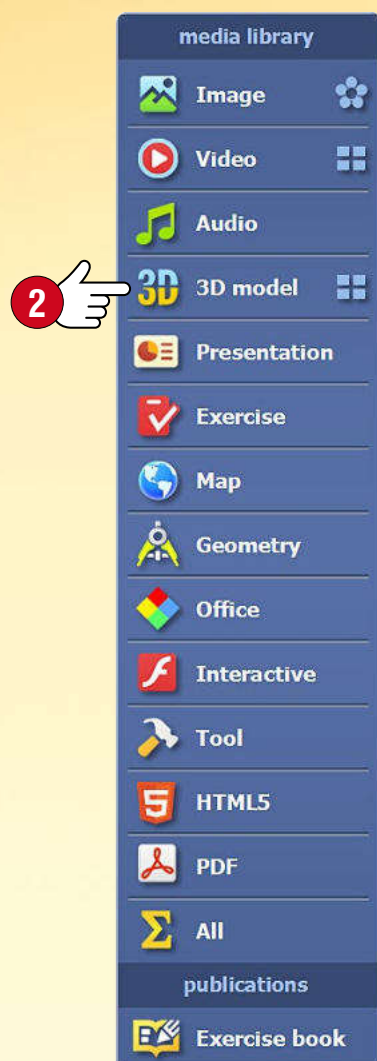 media library
Image
Video
Audio
2
3D 3D model
Presentation
Exercise
Map
Geometry
Office
Interactive
Tool
5 HTML5
PDF
Σ All
publications
Exercise book